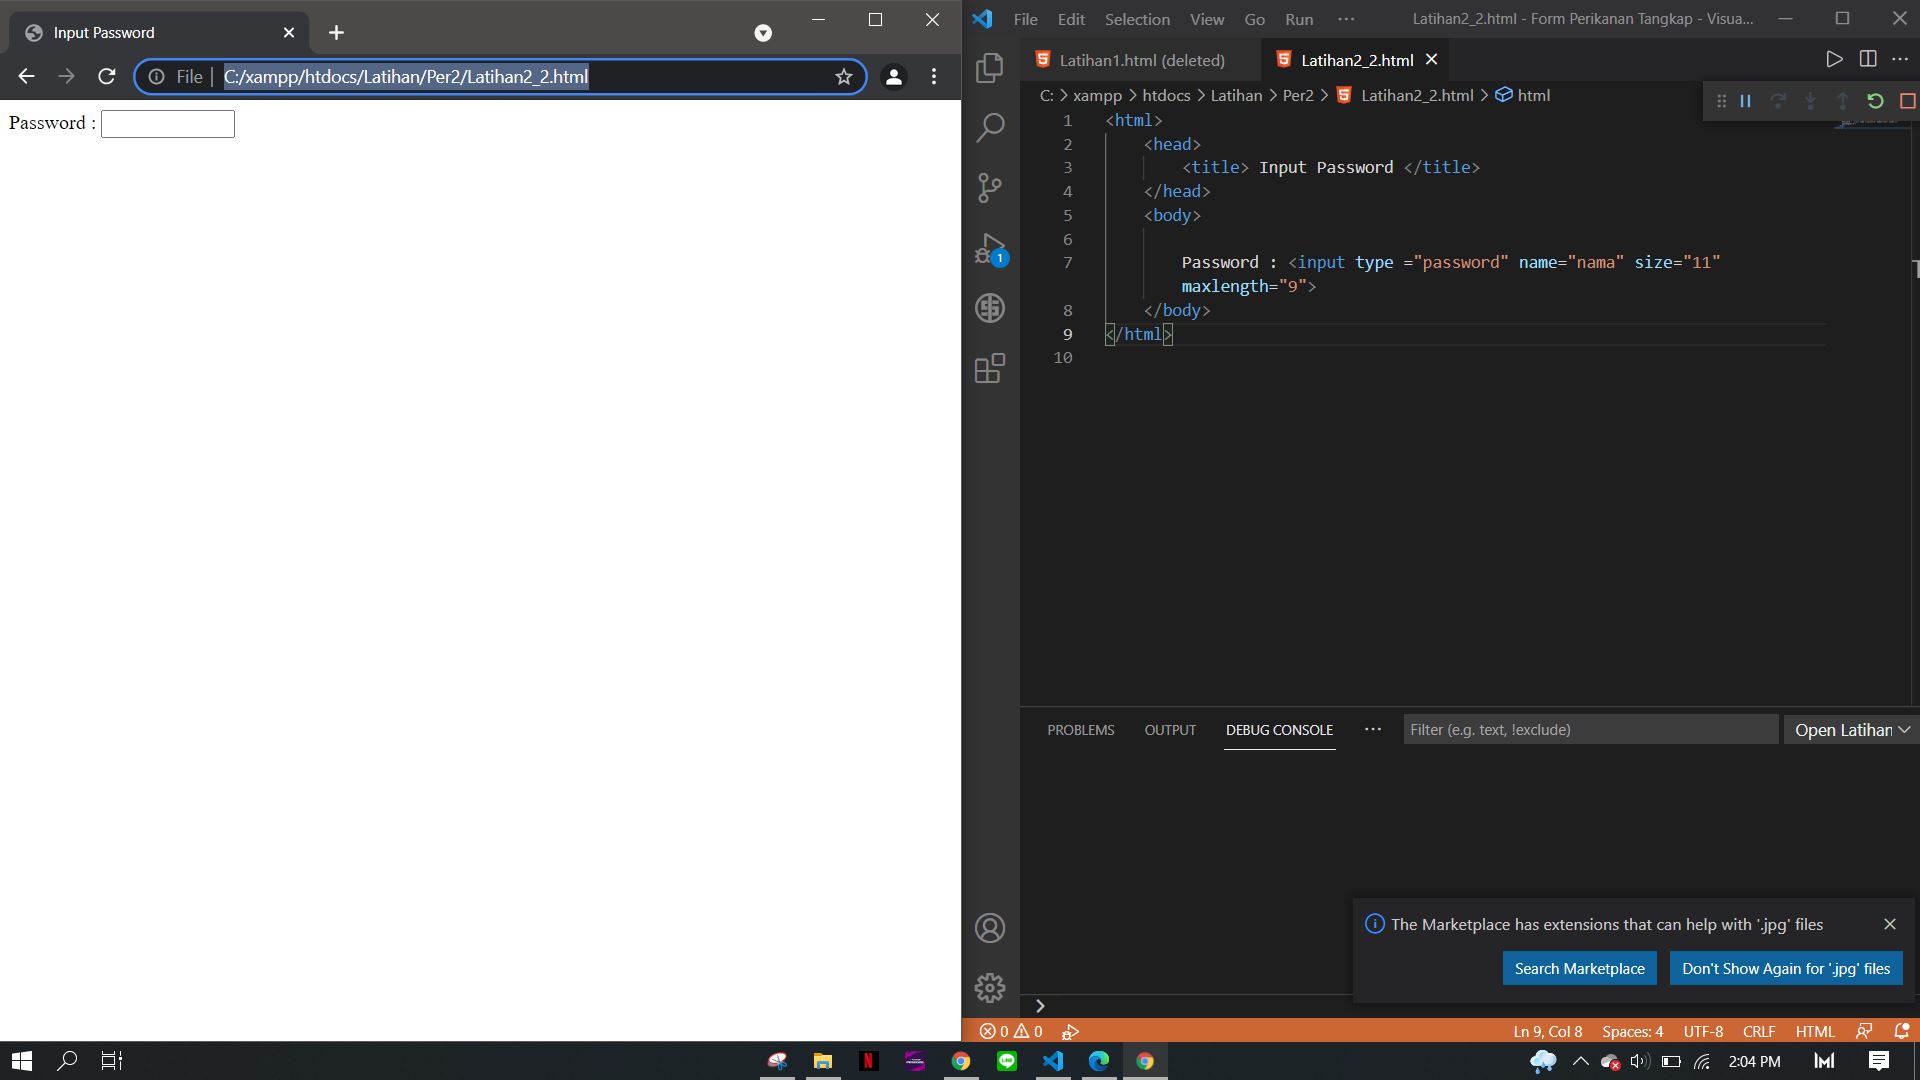 Input Password
File
C:/xampp/htdocs/Latihan/Per2/Latihan2_2.html
Password :
File Edit Selection View Go Run ···
Latihan2_2.html - Form Perikanan Tangkap - Visua...
Latihan1.html (deleted)
Latihan2_2.html
C: > xampp > htdocs > Latihan > Per2 > Latihan2_2.html > html
1 <html>
2 <head>
3 <title> Input Password </title>
4 </head>
5 <body>
6
7 Password : <input type ="password" name="nama" size="11"
maxlength="9">
8 </body>
9 </html>
10
1
PROBLEMS OUTPUT DEBUG CONSOLE ···
Filter (e.g. text, !exclude)
Open Latihan
The Marketplace has extensions that can help with '.jpg' files
Search Marketplace
Don't Show Again for '.jpg' files
0 0
Ln 9, Col 8 Spaces: 4 UTF-8 CRLF HTML
2:04 PM